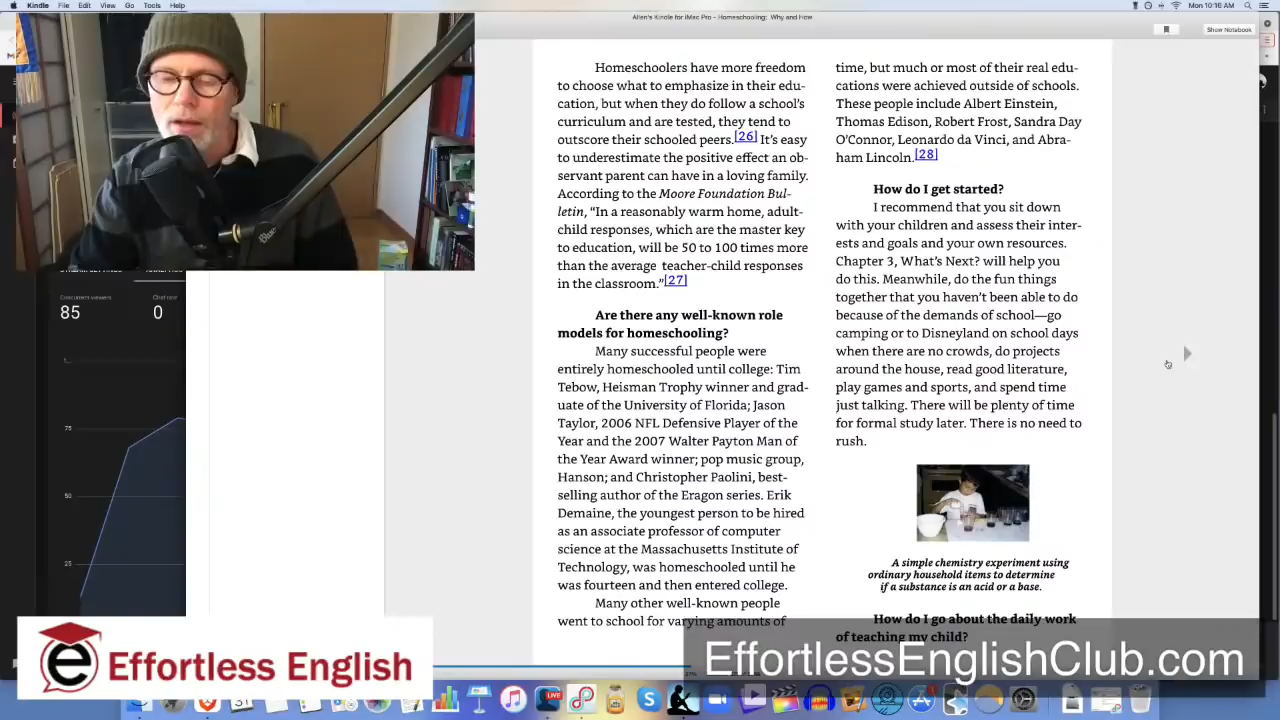 Kindle File Edit View Go Tools Help
Mon 10:16 AM
Allen's Kindle for iMac Pro - Homeschooling: Why and How
Show Notebook
Homeschoolers have more freedom
to choose what to emphasize in their edu-
cation, but when they do follow a school's
curriculum and are tested, they tend to
outscore their schooled peers.[26] It's easy
to underestimate the positive effect an ob-
servant parent can have in a loving family.
According to the Moore Foundation Bul-
letin, “In a reasonably warm home, adult-
child responses, which are the master key
to education, will be 50 to 100 times more
than the average teacher-child responses
in the classroom.”[27]
Are there any well-known role
models for homeschooling?
Many successful people were
entirely homeschooled until college: Tim
Tebow, Heisman Trophy winner and grad-
uate of the University of Florida; Jason
Taylor, 2006 NFL Defensive Player of the
Year and the 2007 Walter Payton Man of
the Year Award winner; pop music group,
Hanson; and Christopher Paolini, best-
selling author of the Eragon series. Erik
Demaine, the youngest person to be hired
as an associate professor of computer
science at the Massachusetts Institute of
Technology, was homeschooled until he
was fourteen and then entered college.
Many other well-known people
went to school for varying amounts of
time, but much or most of their real edu-
cations were achieved outside of schools.
These people include Albert Einstein,
Thomas Edison, Robert Frost, Sandra Day
O'Connor, Leonardo da Vinci, and Abra-
ham Lincoln.[28]
How do I get started?
I recommend that you sit down
with your children and assess their inter-
ests and goals and your own resources.
Chapter 3, What's Next? will help you
do this. Meanwhile, do the fun things
together that you haven't been able to do
because of the demands of school—go
camping or to Disneyland on school days
when there are no crowds, do projects
around the house, read good literature,
play games and sports, and spend time
just talking. There will be plenty of time
for formal study later. There is no need to
rush.
A simple chemistry experiment using
ordinary household items to determine
if a substance is an acid or a base.
How do I go about the daily work
of teaching my child?
Concurrent viewers
85
Chat rate
0
75
50
25
e Effortless English
EffortlessEnglishClub.com
LIVE